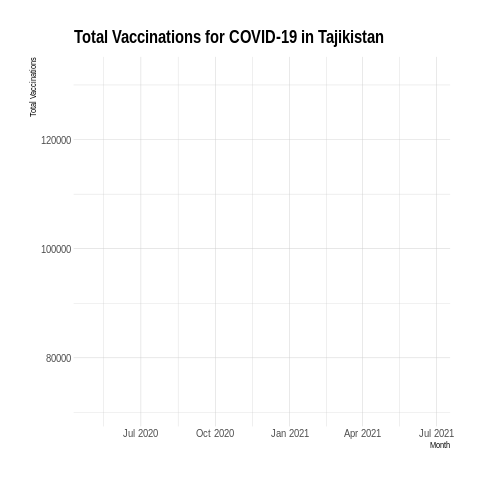 Total Vaccinations for COVID-19 in Tajikistan
Total Vaccinations
120000
100000
80000
Jul 2020 Oct 2020 Jan 2021 Apr 2021 Jul 2021
Month